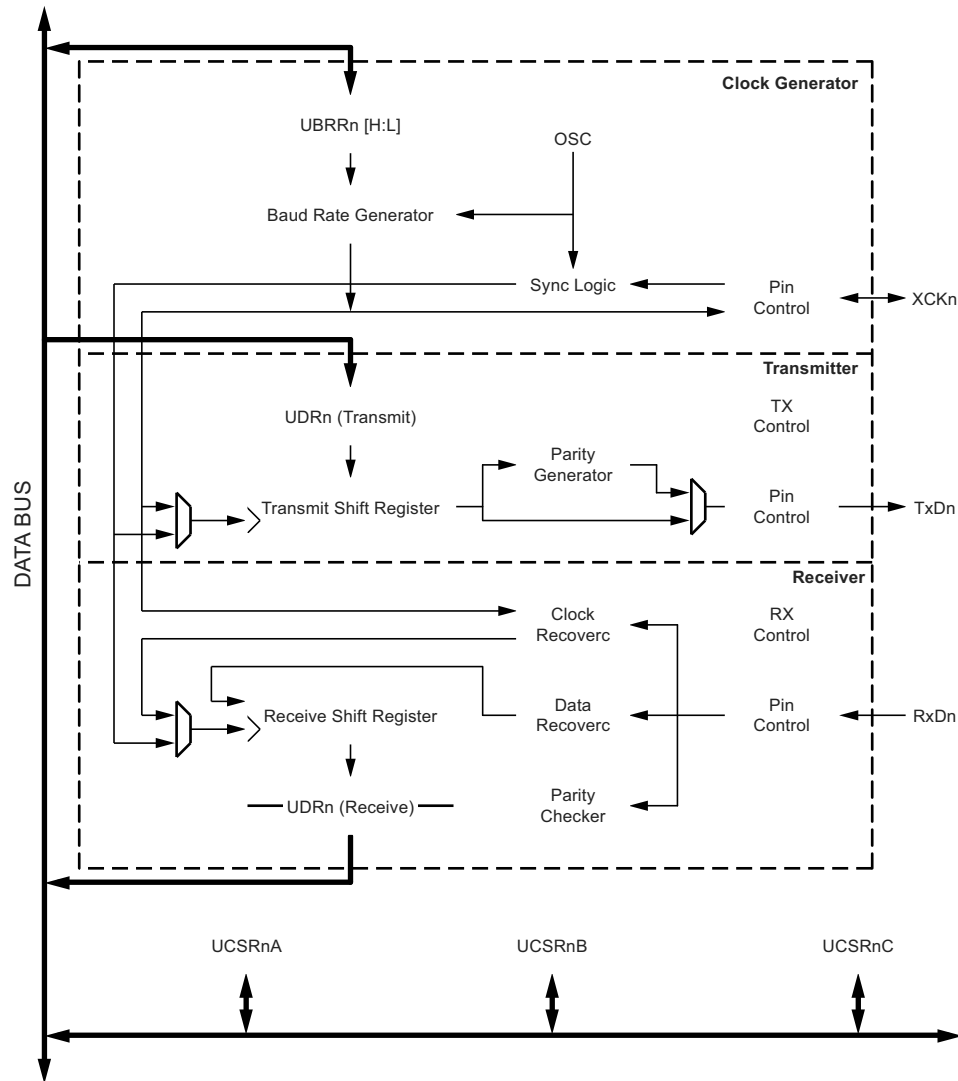 Clock Generator
UBRRn [H:L]
OSC
Baud Rate Generator
Sync Logic
Pin
Control
XCKn
Transmitter
TX
Control
UDRn (Transmit)
Parity
Generator
DATA BUS
Transmit Shift Register
Pin
Control
TxDn
Receiver
Clock
Recoverc
RX
Control
Receive Shift Register
Data
Recoverc
Pin
Control
RxDn
UDRn (Receive)
Parity
Checker
UCSRnA
UCSRnB
UCSRnC